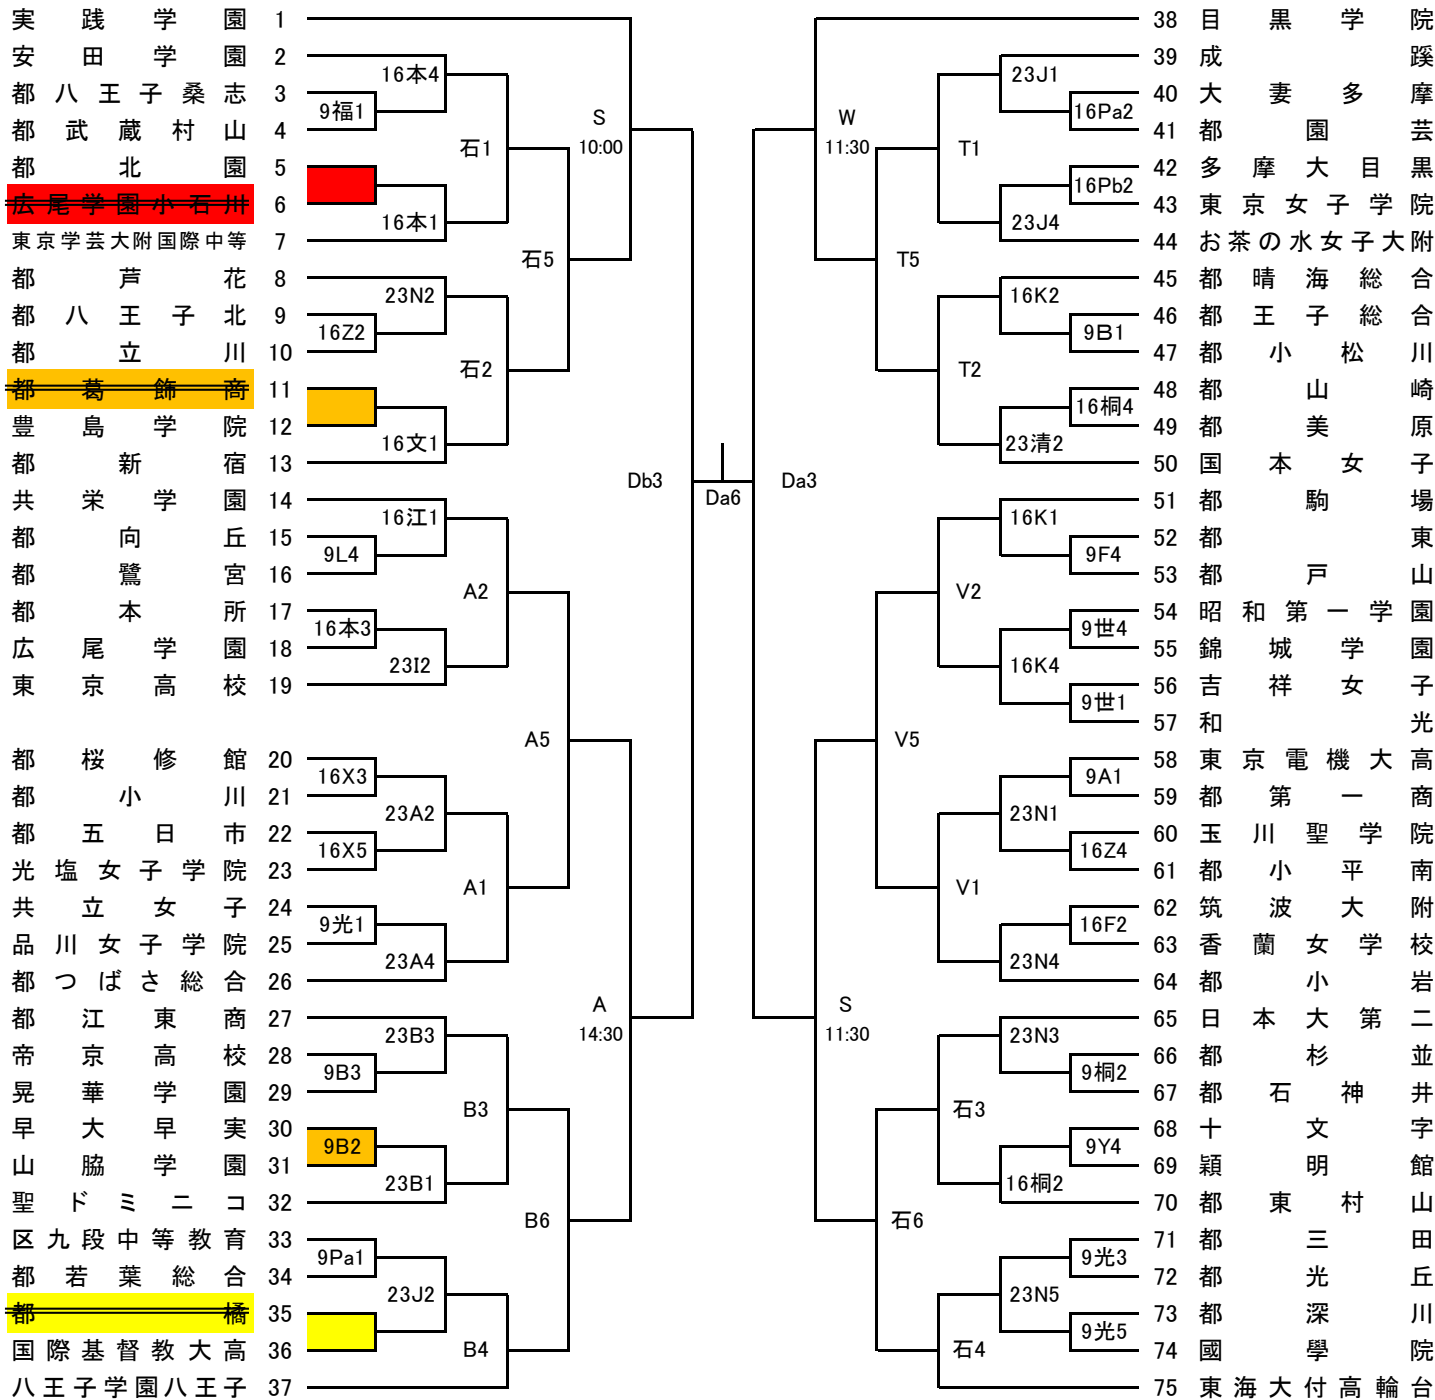 実践学園 1
安田学園 2
都八王子桑志 3
都武蔵村山 4
都北園 5
広尾学園小石川 6
東京学芸大附国際中等 7
都芦花 8
都八王子北 9
都立川 10
都葛飾商 11
豊島学院 12
都新宿 13
共栄学園 14
都向丘 15
都鷺宮 16
都本所 17
広尾学園 18
東京高校 19
都桜修館 20
都小川 21
都五日市 22
光塩女子学院 23
共立女子 24
品川女子学院 25
都つばさ総合 26
都江東商 27
帝京高校 28
晃華学園 29
早大早実 30
山脇学園 31
聖ドミニコ 32
区九段中等教育 33
都若葉総合 34
都橘 35
国際基督教大高 36
八王子学園八王子 37
9福1
9L4
16本3
16Z2
16X3
16X5
9光1
9B3
9B2
9Pa1
16本4
16本1
23N2
16文1
16江1
23I2
23A2
23A4
23B3
23B1
23J2
石1
石2
A2
A1
B3
B4
石5
A5
B6
S
10:00
A
14:30
Db3
Da6
Da3
W
11:30
S
11:30
T5
V5
石6
T1
T2
V2
V1
石3
石4
23J1
23J4
16K2
23清2
16K1
16K4
23N1
23N4
23N3
16桐2
23N5
16Pa2
16Pb2
9B1
16桐4
9F4
9世4
9世1
9A1
16Z4
16F2
9桐2
9Y4
9光3
9光5
38 目黒学院
39 成蹊
40 大妻多摩
41 都園芸
42 多摩大目黒
43 東京女子学院
44 お茶の水女子大附
45 都晴海総合
46 都王子総合
47 都小松川
48 都山崎
49 都美原
50 国本女子
51 都駒場
52 都東
53 都戸山
54 昭和第一学園
55 錦城学園
56 吉祥女子
57 和光
58 東京電機大高
59 都第一商
60 玉川聖学院
61 都小平南
62 筑波大附
63 香蘭女学校
64 都小岩
65 日本大第二
66 都杉並
67 都石神井
68 十文字
69 穎明館
70 都東村山
71 都三田
72 都光丘
73 都深川
74 國學院
75 東海大付高輪台